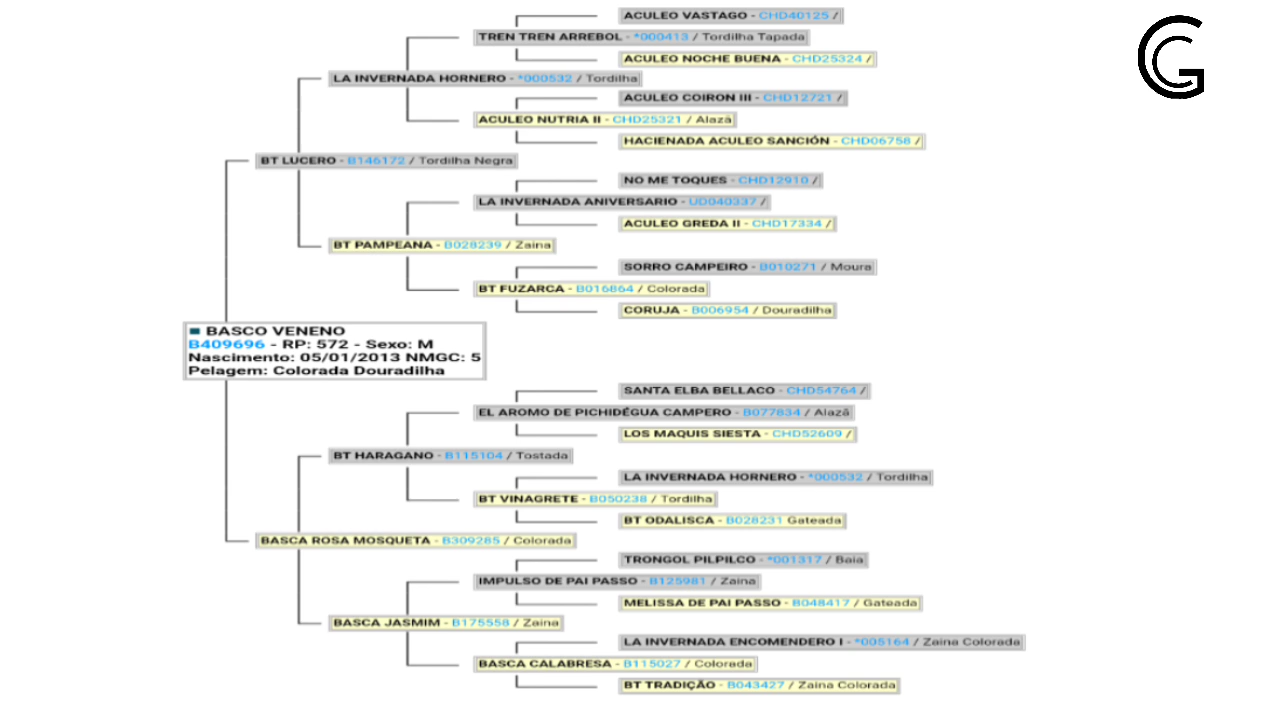 ACULEO VASTAGO - CHD40125 /
TREN TREN ARREBOL - *000413 / Tordilha Tapada
ACULEO NOCHE BUENA - CHD25324 /
LA INVERNADA HORNERO - *000532 / Tordilha
ACULEO COIRON III - CHD12721 /
ACULEO NUTRIA II - CHD25321 / Alazã
HACIENADA ACULEO SANCIÓN - CHD06758 /
BT LUCERO - B146172 / Tordilha Negra
NO ME TOQUES - CHD12910 /
LA INVERNADA ANIVERSARIO - UD040337 /
ACULEO GREDA II - CHD17334 /
BT PAMPEANA - B028239 / Zaina
SORRO CAMPEIRO - B010271 / Moura
BT FUZARCA - B016864 / Colorada
CORUJA - B006954 / Douradilha
BASCO VENENO
B409696 - RP: 572 - Sexo: M
Nascimento: 05/01/2013 NMGC: 5
Pelagem: Colorada Douradilha
SANTA ELBA BELLACO - CHD54764 /
EL AROMO DE PICHIDÉGUA CAMPERO - B077834 / Alazã
LOS MAQUIS SIESTA - CHD52609 /
BT HARAGANO - B115104 / Tostada
LA INVERNADA HORNERO - *000532 / Tordilha
BT VINAGRETE - B050238 / Tordilha
BT ODALISCA - B028231 Gateada
BASCA ROSA MOSQUETA - B309285 / Colorada
TRONGOL PILPILCO - *001317 / Baia
IMPULSO DE PAI PASSO - B125981 / Zaina
MELISSA DE PAI PASSO - B048417 / Gateada
BASCA JASMIM - B175558 / Zaina
LA INVERNADA ENCOMENDERO I - *005164 / Zaina Colorada
BASCA CALABRESA - B115027 / Colorada
BT TRADIÇÃO - B043427 / Zaina Colorada